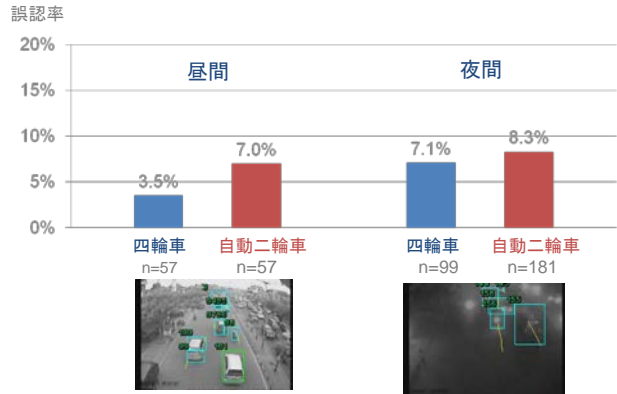 誤認率
20%
15%
10%
5%
0%
昼間
夜間
3.5%
7.0%
7.1%
8.3%
四輪車
自動二輪車
四輪車
自動二輪車
n=57
n=57
n=99
n=181